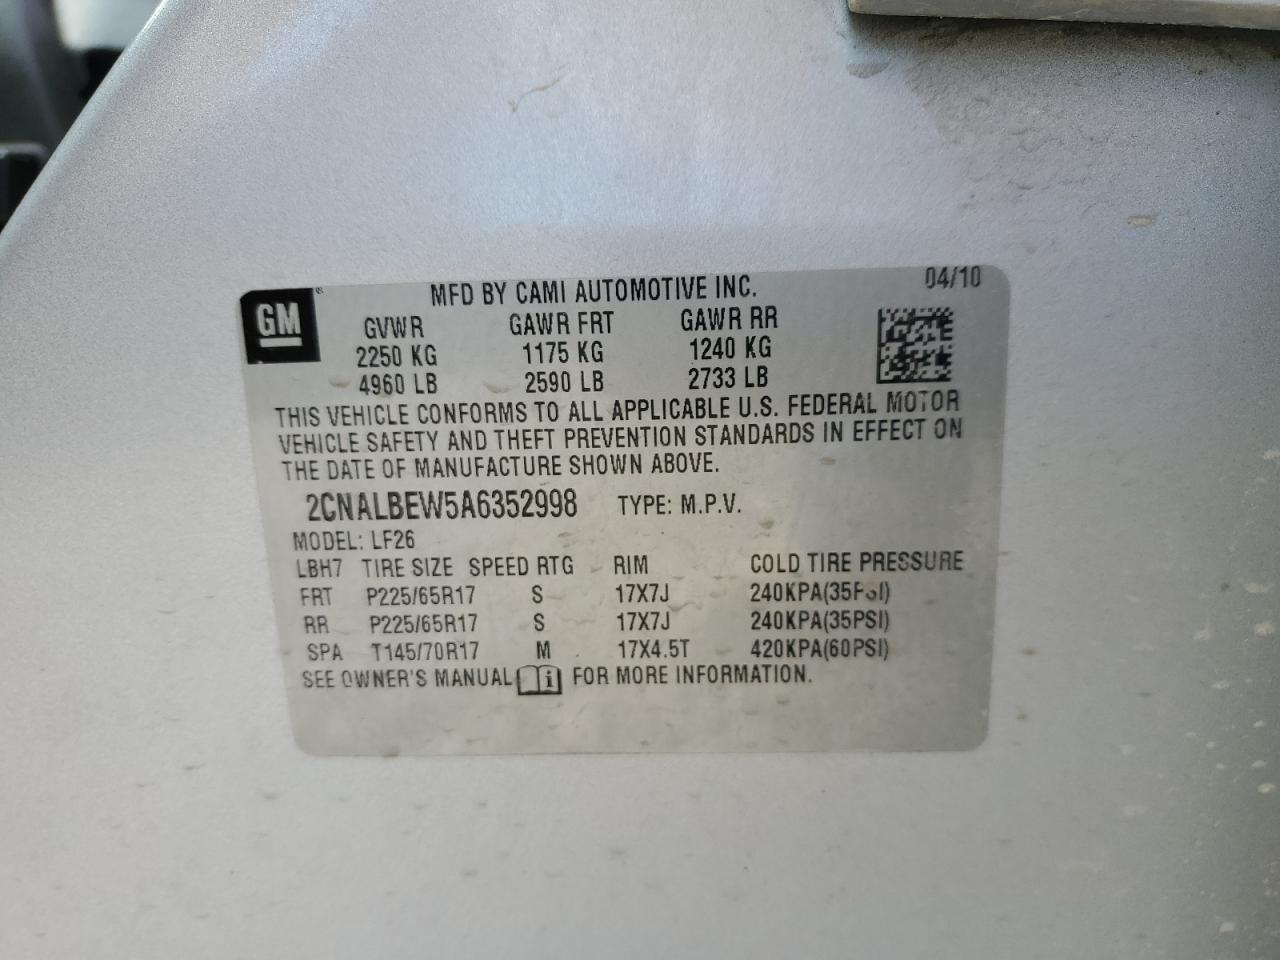 GM
MFD BY CAMI AUTOMOTIVE INC. 04/10
GVWR GAWR FRT GAWR RR
2250 KG 1175 KG 1240 KG
4960 LB 2590 LB 2733 LB
THIS VEHICLE CONFORMS TO ALL APPLICABLE U.S. FEDERAL MOTOR
VEHICLE SAFETY AND THEFT PREVENTION STANDARDS IN EFFECT ON
THE DATE OF MANUFACTURE SHOWN ABOVE.
2CNALBEW5A6352998 TYPE: M.P.V.
MODEL: LF26
LBH7 TIRE SIZE SPEED RTG RIM COLD TIRE PRESSURE
FRT P225/65R17 S 17X7J 240KPA(35PSI)
RR P225/65R17 S 17X7J 240KPA(35PSI)
SPA T145/70R17 M 17X4.5T 420KPA(60PSI)
SEE OWNER'S MANUAL i FOR MORE INFORMATION.